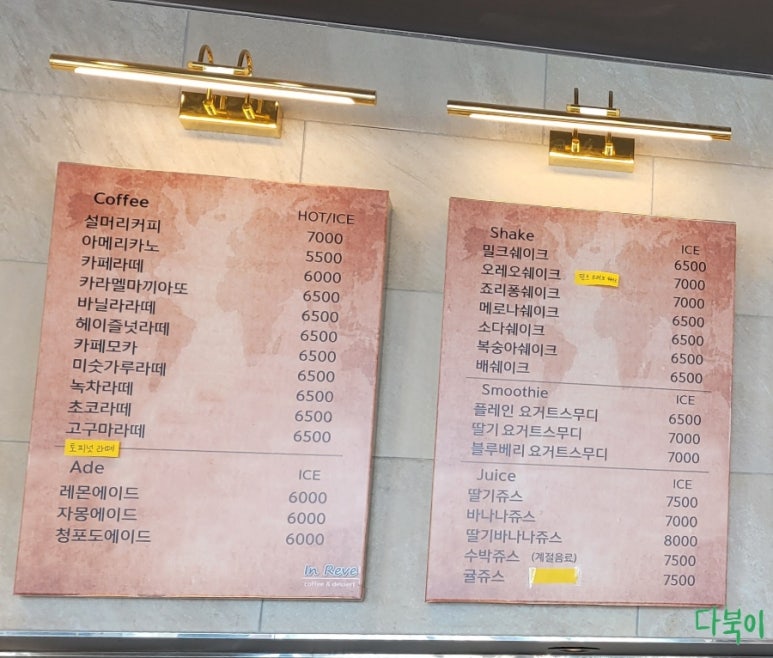 Coffee HOT/ICE
설머리커피 7000
아메리카노 5500
카페라떼 6000
카라멜마끼아또 6500
바닐라라떼 6500
헤이즐넛라떼 6500
카페모카 6500
미숫가루라떼 6500
녹차라떼 6500
초코라떼 6500
고구마라떼 6500
토피넛 라떼
Ade ICE
레몬에이드 6000
자몽에이드 6000
청포도에이드 6000
In Reve
coffee & dessert
Shake ICE
밀크쉐이크 6500
오레오쉐이크 7000
죠리퐁쉐이크 7000
메로나쉐이크 6500
소다쉐이크 6500
복숭아쉐이크 6500
배쉐이크 6500
Smoothie ICE
플레인 요거트스무디 6500
딸기 요거트스무디 7000
블루베리 요거트스무디 7000
Juice ICE
딸기쥬스 7500
바나나쥬스 7000
딸기바나나쥬스 8000
수박쥬스 (계절음료) 7500
귤쥬스 7500
다북이